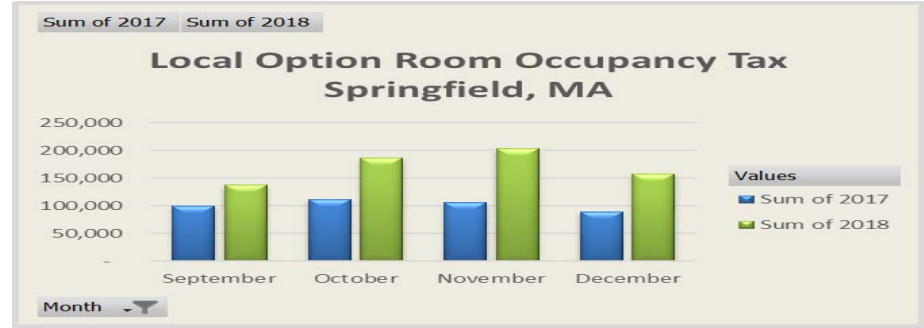 Sum of 2017 Sum of 2018
Local Option Room Occupancy Tax
Springfield, MA
250,000
200,000
150,000
100,000
50,000
-
Values
Sum of 2017
Sum of 2018
September October November December
Month